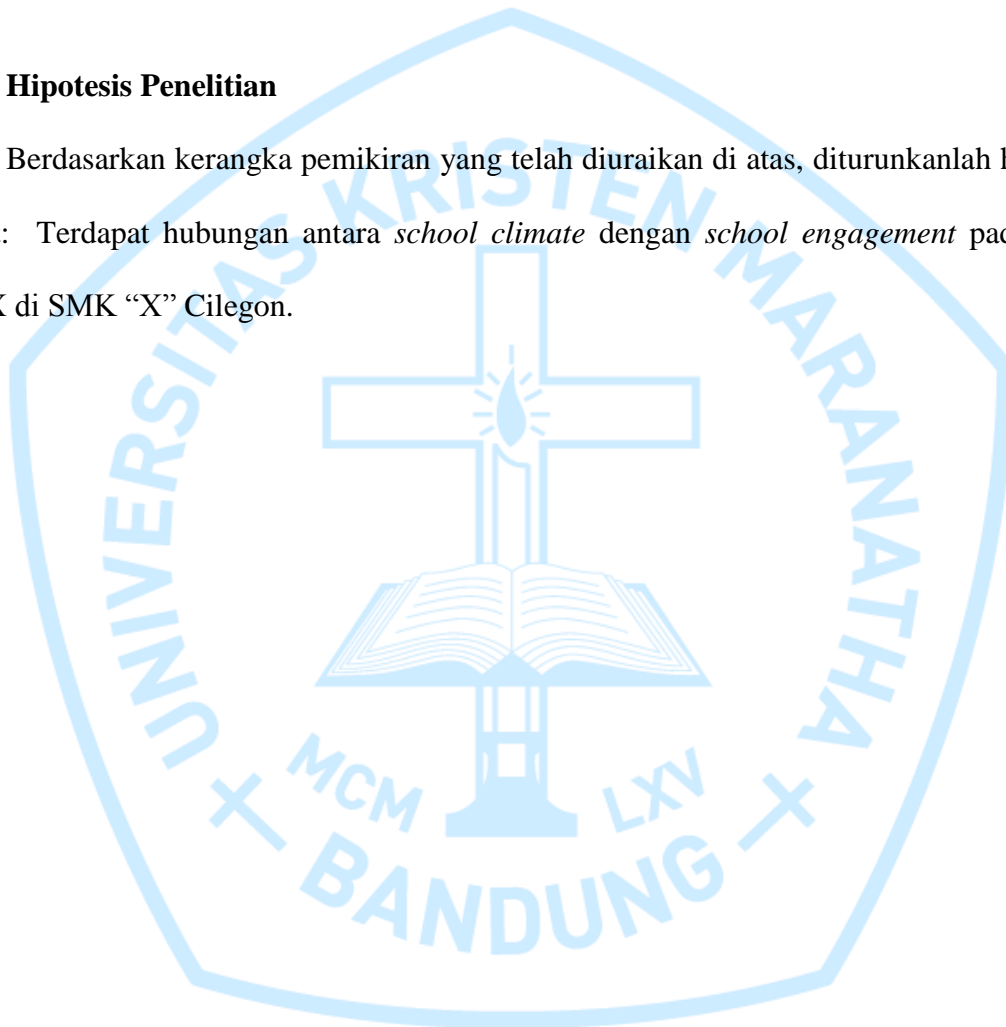 Hipotesis Penelitian
Berdasarkan kerangka pemikiran yang telah diuraikan di atas, diturunkanlah
: Terdapat hubungan antara school climate dengan school engagement
di SMK “X” Cilegon.
UNIVERSITAS KRISTEN MARANATHA
MCM LXV
BANDUNG